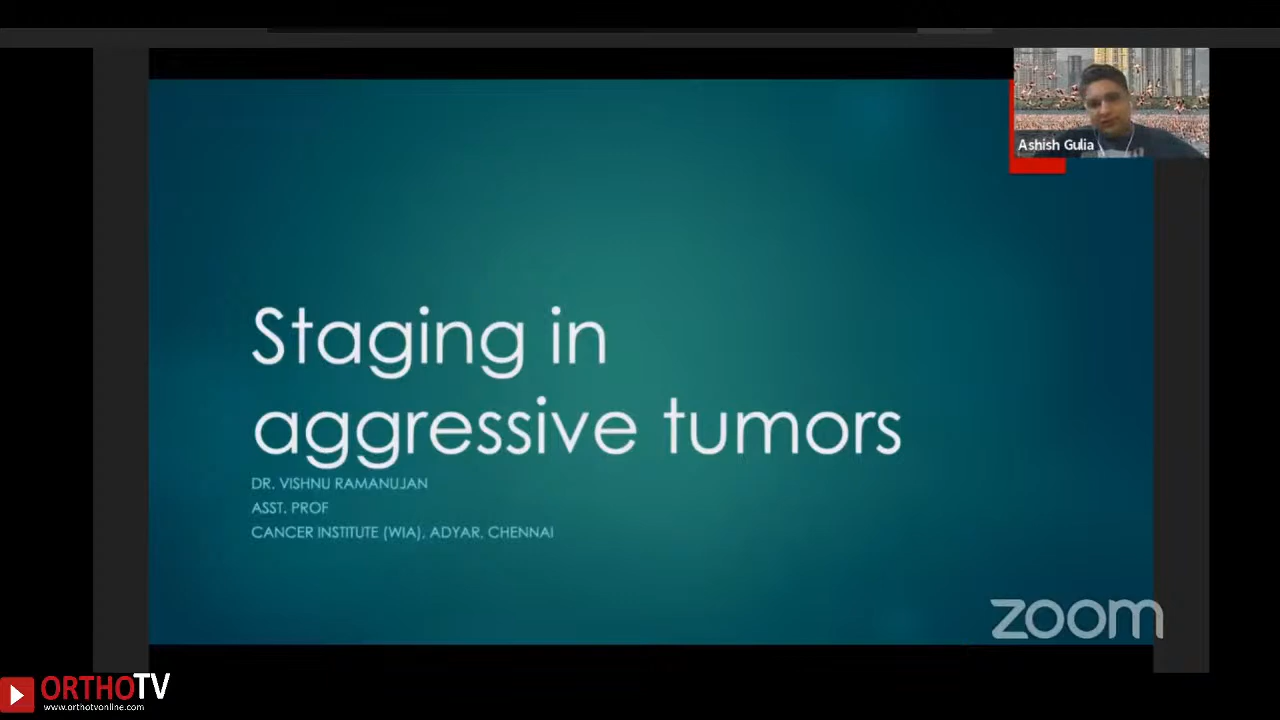 Ashish Gulia
Staging in
aggressive tumors
DR. VISHNU RAMANUJAN
ASST. PROF
CANCER INSTITUTE (WIA), ADYAR, CHENNAI
zoom
ORTHOTV
www.orthotvonline.com